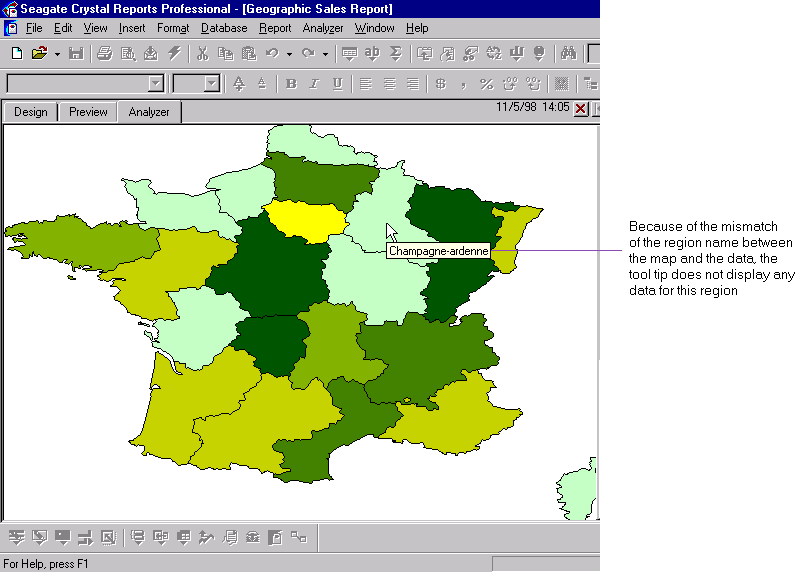 Seagate Crystal Reports Professional - [Geographic Sales Report]
File Edit View Insert Format Database Report Analyzer Window Help
B I U $ , %
Design Preview Analyzer 11/5/98 14:05
Champagne-ardenne
Because of the mismatch
of the region name between
the map and the data, the
tool tip does not display any
data for this region
For Help, press F1